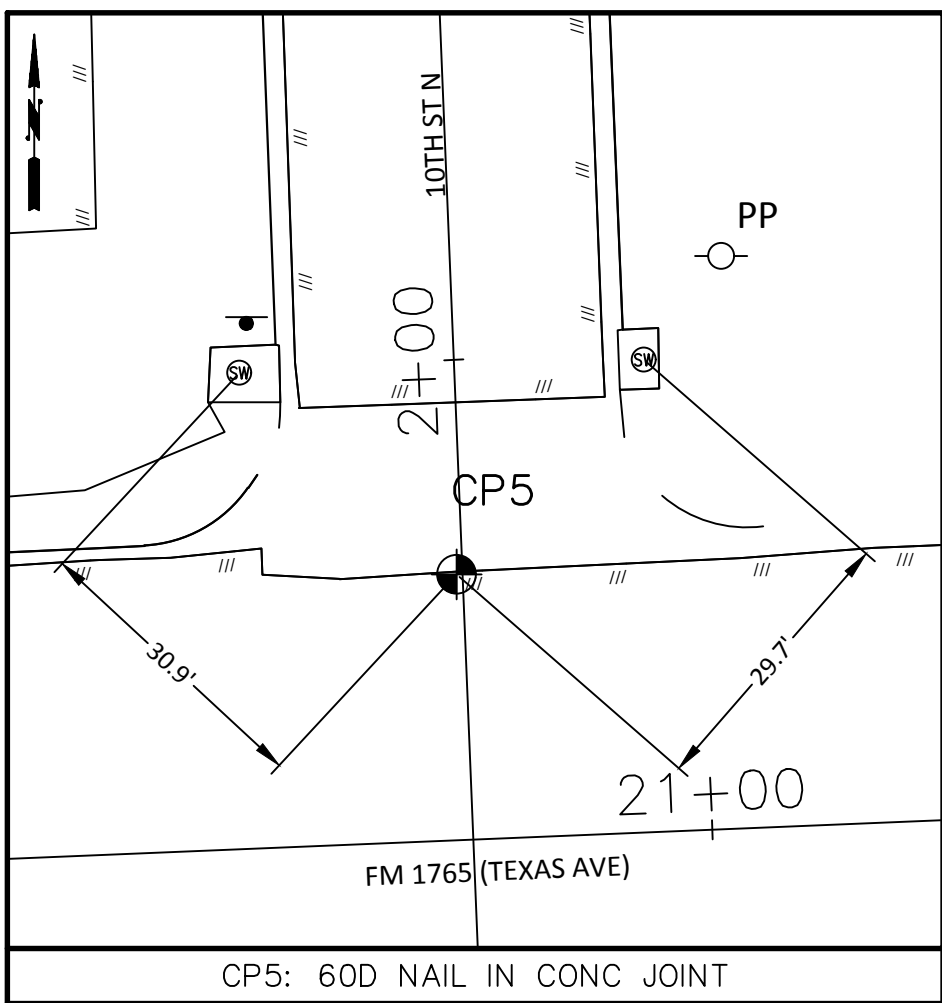 N
10TH ST N
PP
2+00
SW
SW
CP5
30.9'
29.7'
21+00
FM 1765 (TEXAS AVE)
CP5: 60D NAIL IN CONC JOINT